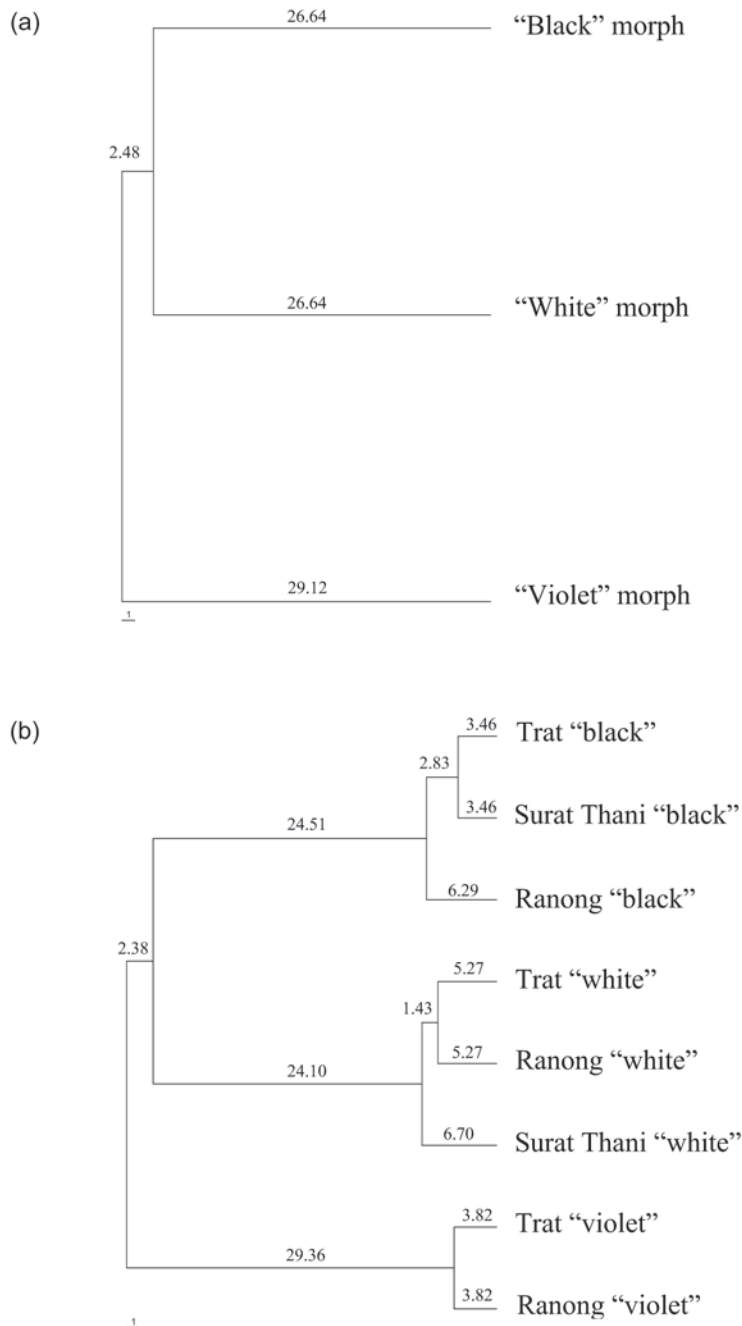 (a)
26.64
“Black” morph
2.48
26.64
“White” morph
29.12
“Violet” morph
1
(b)
3.46
Trat “black”
2.83
3.46
Surat Thani “black”
24.51
6.29
Ranong “black”
2.38
5.27
Trat “white”
1.43
5.27
Ranong “white”
24.10
6.70
Surat Thani “white”
3.82
Trat “violet”
29.36
3.82
Ranong “violet”
1